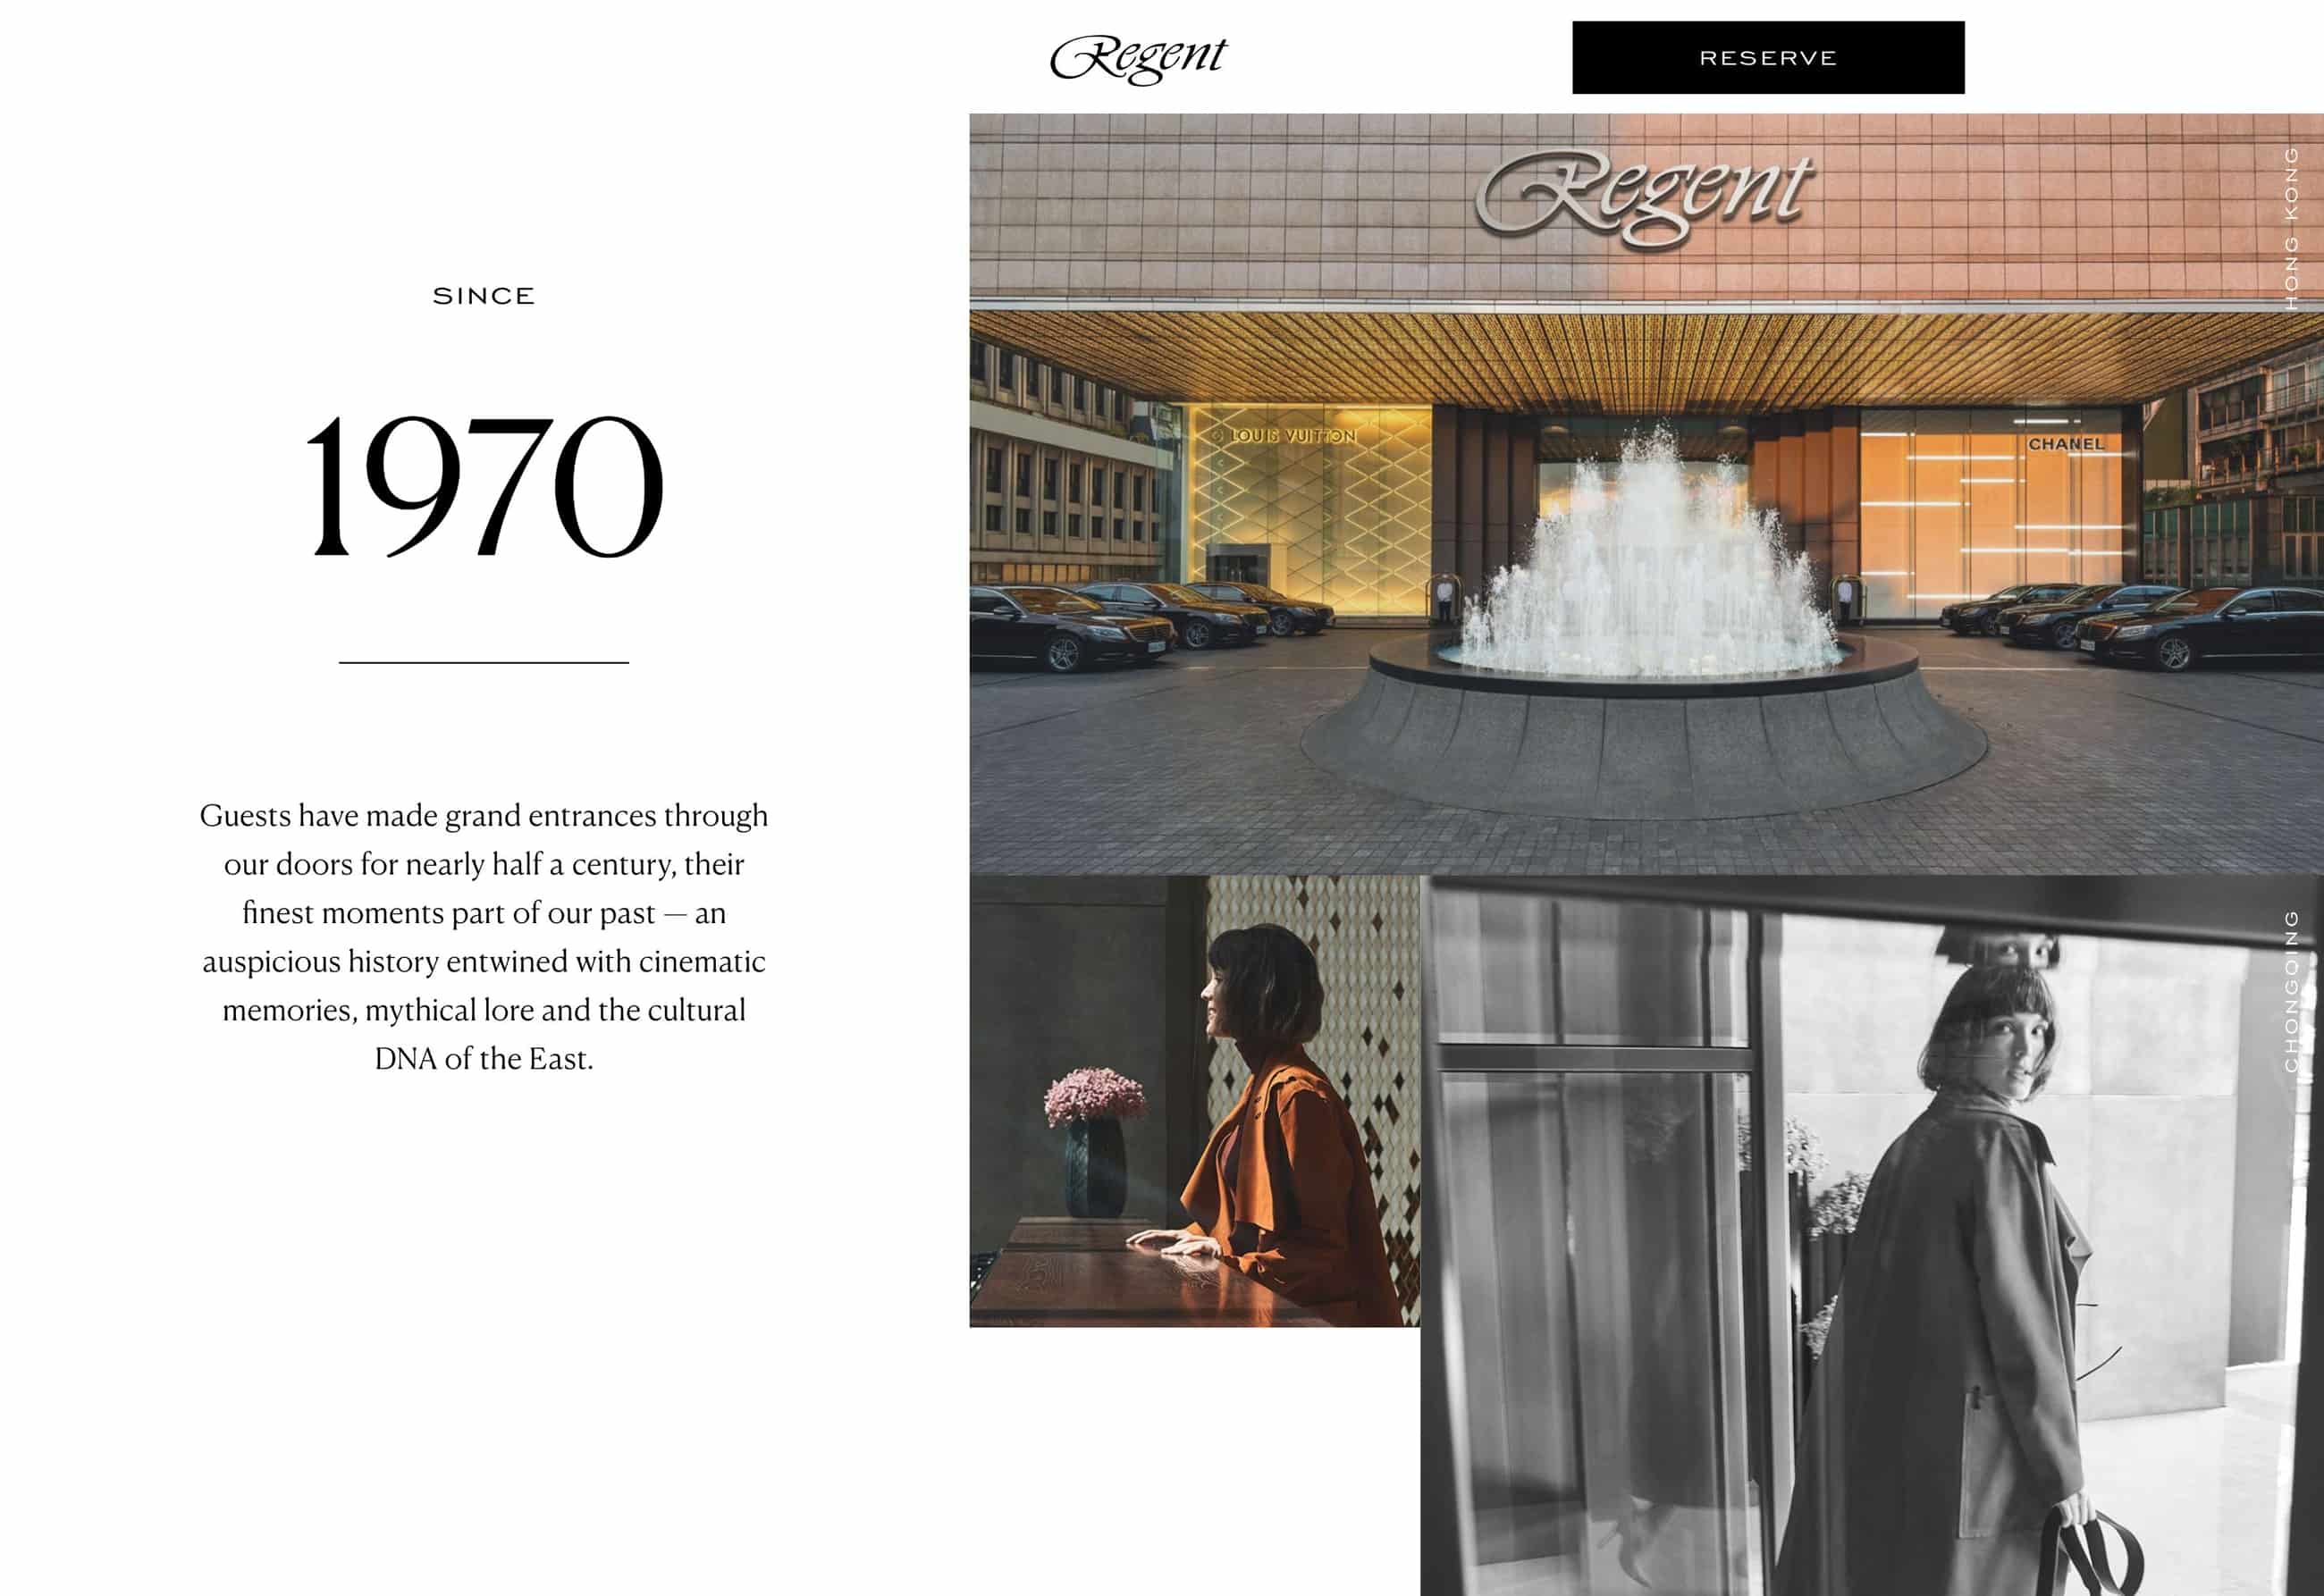 Regent
RESERVE
SINCE
1970
Guests have made grand entrances through
our doors for nearly half a century, their
finest moments part of our past — an
auspicious history entwined with cinematic
memories, mythical lore and the cultural
DNA of the East.
Regent
HONG KONG
LOUIS VUITTON
CHANEL
CHONGQING